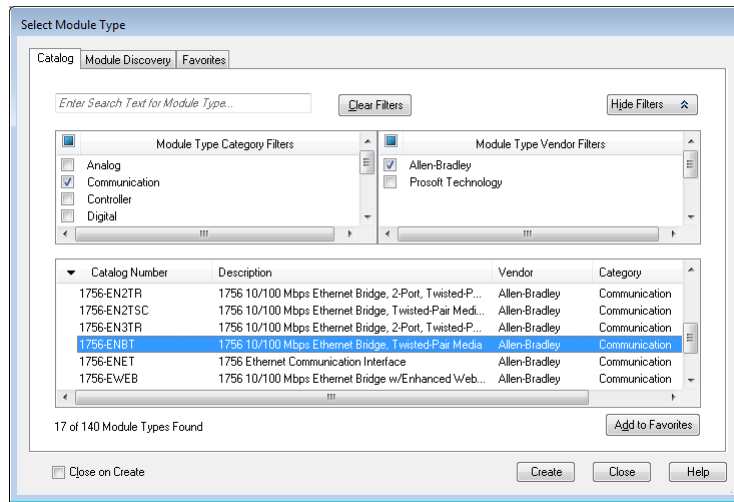 Select Module Type
Catalog Module Discovery Favorites
Enter Search Text for Module Type... Clear Filters Hide Filters
Module Type Category Filters Module Type Vendor Filters
Analog Allen-Bradley
Communication Prosoft Technology
Controller
Digital
Catalog Number Description Vendor Category
1756-EN2TR 1756 10/100 Mbps Ethernet Bridge, 2-Port, Twisted-P... Allen-Bradley Communication
1756-EN2TSC 1756 10/100 Mbps Ethernet Bridge, Twisted-Pair Medi... Allen-Bradley Communication
1756-EN3TR 1756 10/100 Mbps Ethernet Bridge, 2-Port, Twisted-P... Allen-Bradley Communication
1756-ENBT 1756 10/100 Mbps Ethernet Bridge, Twisted-Pair Media Allen-Bradley Communication
1756-ENET 1756 Ethernet Communication Interface Allen-Bradley Communication
1756-EWEB 1756 10/100 Mbps Ethernet Bridge w/Enhanced Web... Allen-Bradley Communication
17 of 140 Module Types Found Add to Favorites
Close on Create Create Close Help